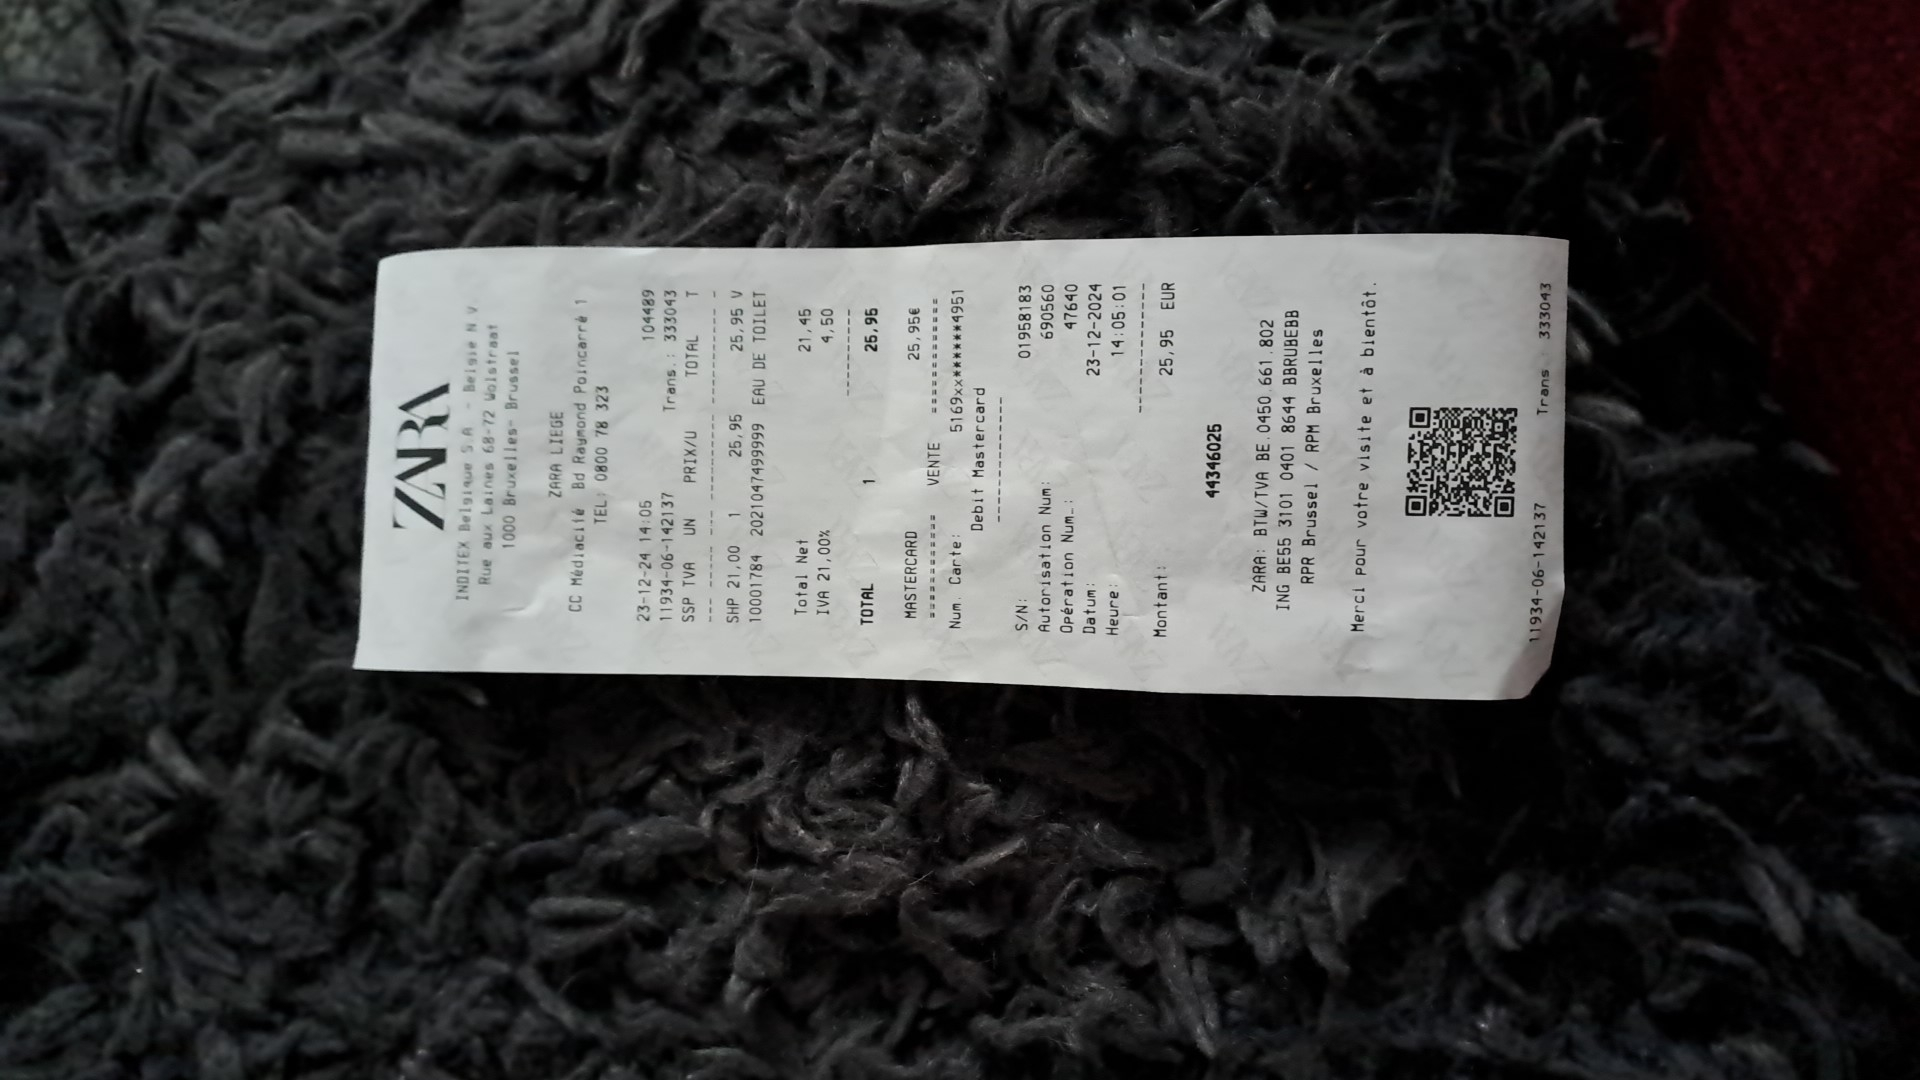 ZARA
INDITEX Belgique S.A - Belgie N V
Rue aux Laines 68-72 Wolstraat
1000 Bruxelles- Brussel
ZARA LIEGE
CC Médiacité Bd Raymond Poincarré 1
TEL: 0800 78 323
23-12-24 14:05 104489
11934-06-142137 Trans.: 333043
SSP TVA UN PRIX/U TOTAL T
SHP 21,00 1 25,95 25,95 V
10001784 20210474999999 EAU DE TOILET
Total Net 21,45
IVA 21,00% 4,50
TOTAL 1 25,95
MASTERCARD 25,95€
========= VENTE ============
Num. Carte: 5169xx******4951
Debit Mastercard
S/N: 01958183
Autorisation Num: 690560
Opération Num.: 47640
Datum: 23-12-2024
Heure: 14:05:01
Montant: 25,95 EUR
44346025
ZARA: BTW/TVA BE.0450.661.802
ING BE55 3101 0401 8644 BBRUBEBB
RPR Brussel / RPM Bruxelles
Merci pour votre visite et à bientôt.
11934-06-142137 Trans. 333043